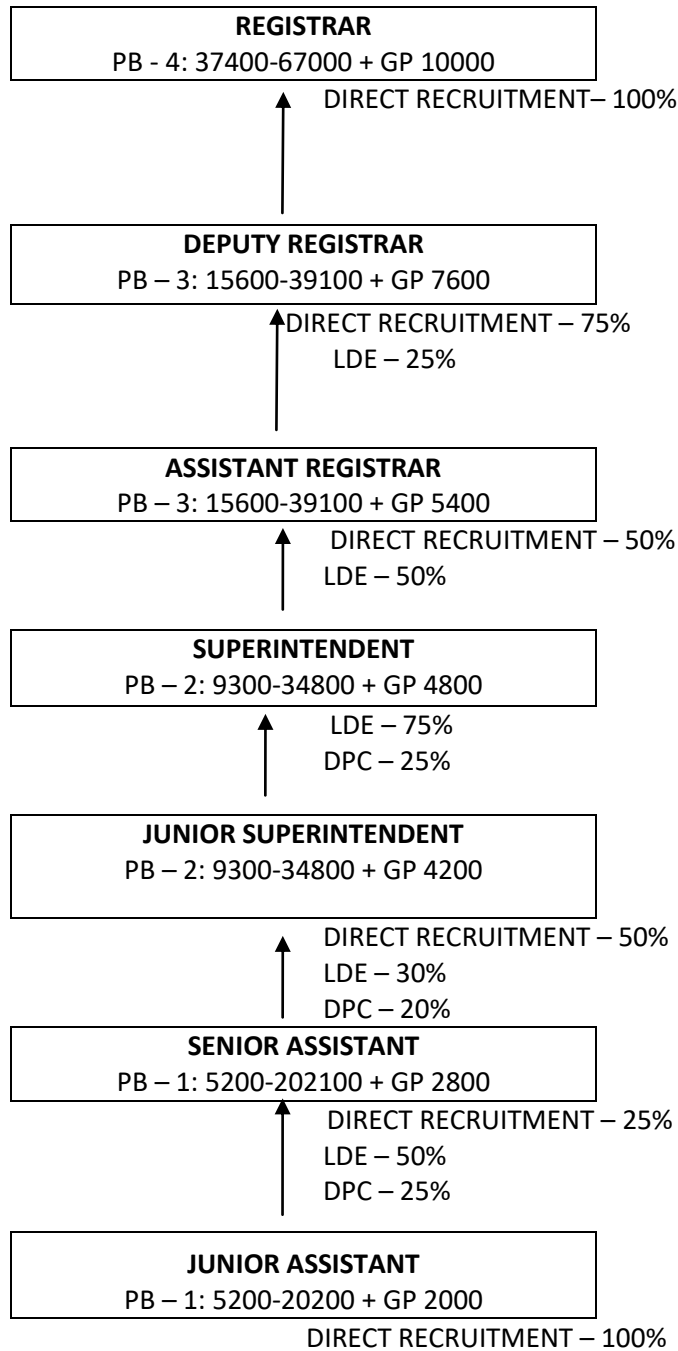 REGISTRAR
PB - 4: 37400-67000 + GP 10000
DIRECT RECRUITMENT– 100%
DEPUTY REGISTRAR
PB – 3: 15600-39100 + GP 7600
DIRECT RECRUITMENT – 75%
LDE – 25%
ASSISTANT REGISTRAR
PB – 3: 15600-39100 + GP 5400
DIRECT RECRUITMENT – 50%
LDE – 50%
SUPERINTENDENT
PB – 2: 9300-34800 + GP 4800
LDE – 75%
DPC – 25%
JUNIOR SUPERINTENDENT
PB – 2: 9300-34800 + GP 4200
DIRECT RECRUITMENT – 50%
LDE – 30%
DPC – 20%
SENIOR ASSISTANT
PB – 1: 5200-202100 + GP 2800
DIRECT RECRUITMENT – 25%
LDE – 50%
DPC – 25%
JUNIOR ASSISTANT
PB – 1: 5200-20200 + GP 2000
DIRECT RECRUITMENT – 100%